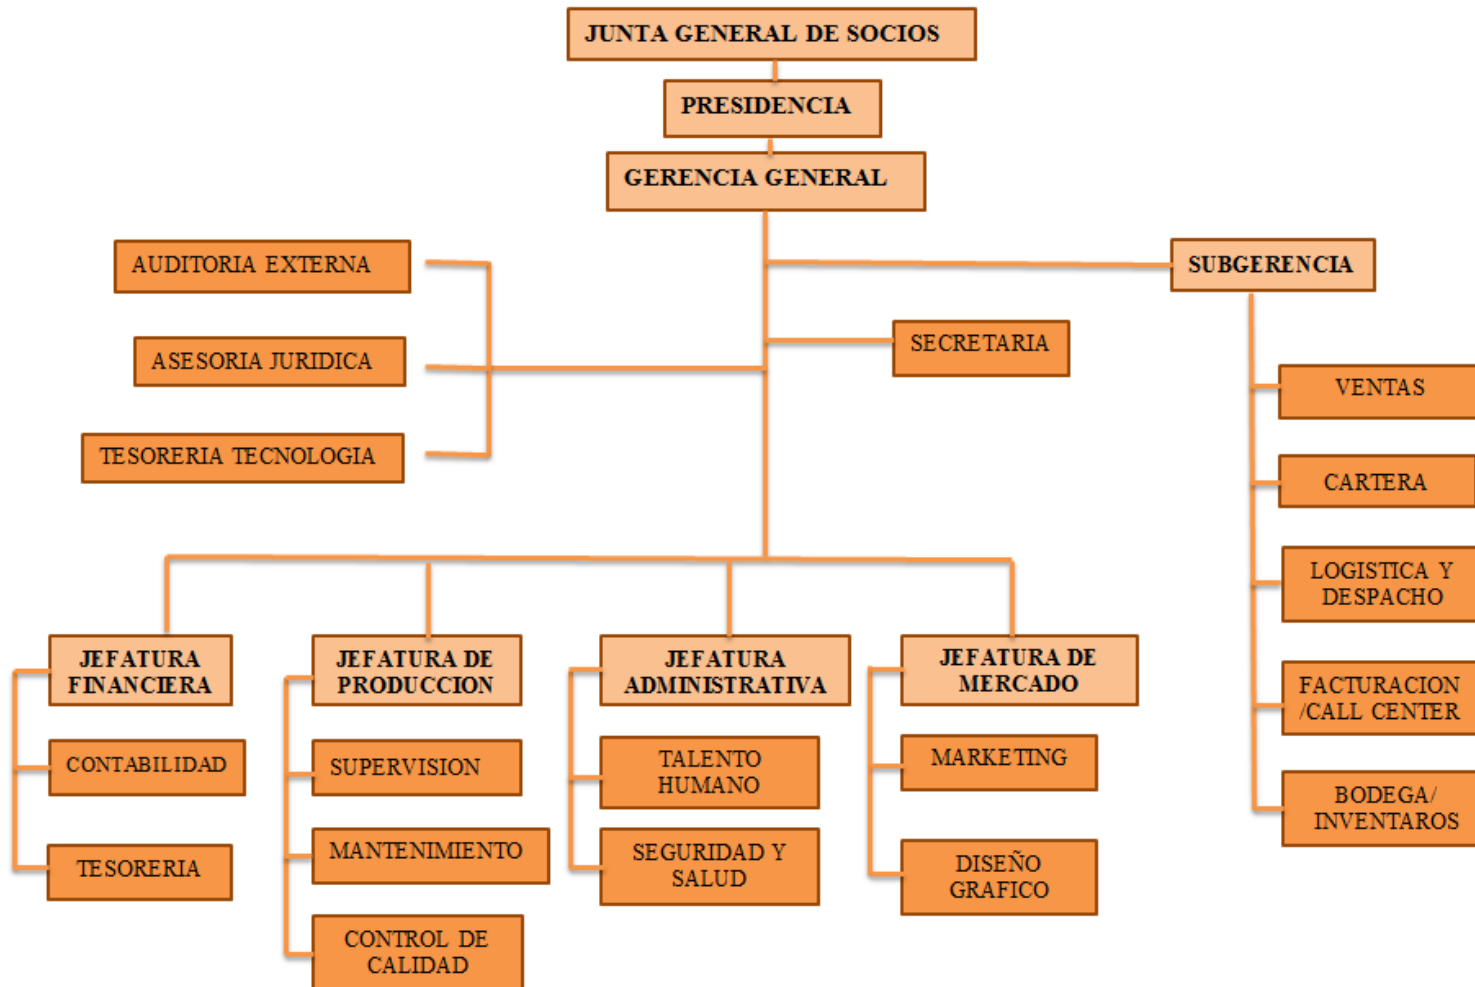 JUNTA GENERAL DE SOCIOS
PRESIDENCIA
GERENCIA GENERAL
AUDITORIA EXTERNA
SUBGERENCIA
SECRETARIA
ASESORIA JURIDICA
VENTAS
TESORERIA TECNOLOGIA
CARTERA
LOGISTICA Y
DESPACHO
JEFATURA
FINANCIERA
JEFATURA DE
PRODUCCION
JEFATURA
ADMINISTRATIVA
JEFATURA DE
MERCADO
FACTURACION
/CALL CENTER
CONTABILIDAD
SUPERVISION
TALENTO
HUMANO
MARKETING
BODEGA/
INVENTAROS
TESORERIA
MANTENIMIENTO
SEGURIDAD Y
SALUD
DISEÑO
GRAFICO
CONTROL DE
CALIDAD